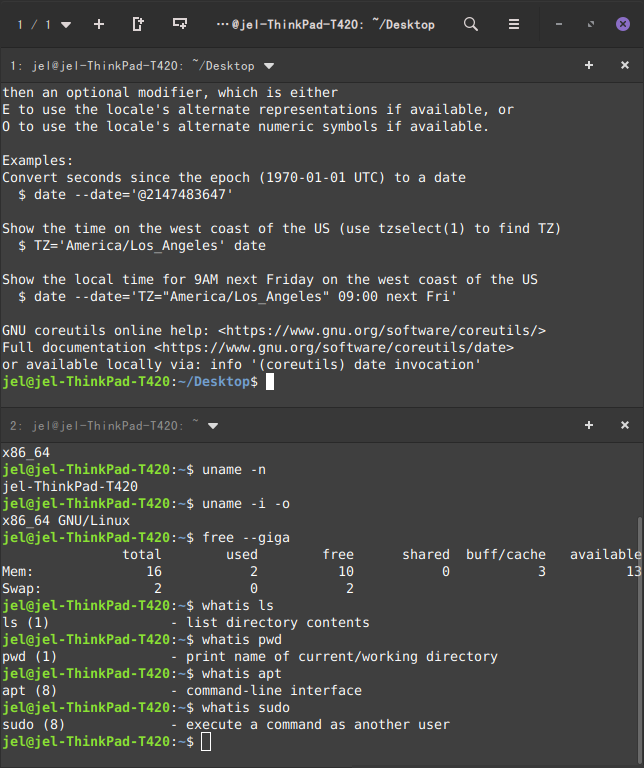 1 / 1 ⋯@jel-ThinkPad-T420: ~/Desktop
1: jel@jel-ThinkPad-T420: ~/Desktop
then an optional modifier, which is either
E to use the locale's alternate representations if available, or
O to use the locale's alternate numeric symbols if available.
Examples:
Convert seconds since the epoch (1970-01-01 UTC) to a date
  $ date --date='@2147483647'
Show the time on the west coast of the US (use tzselect(1) to find TZ)
  $ TZ='America/Los_Angeles' date
Show the local time for 9AM next Friday on the west coast of the US
  $ date --date='TZ="America/Los_Angeles" 09:00 next Fri'
GNU coreutils online help: <https://www.gnu.org/software/coreutils/>
Full documentation <https://www.gnu.org/software/coreutils/date>
or available locally via: info '(coreutils) date invocation'
jel@jel-ThinkPad-T420:~/Desktop$
2: jel@jel-ThinkPad-T420: ~
x86_64
jel@jel-ThinkPad-T420:~$ uname -n
jel-ThinkPad-T420
jel@jel-ThinkPad-T420:~$ uname -i -o
x86_64 GNU/Linux
jel@jel-ThinkPad-T420:~$ free --giga
               total        used        free      shared  buff/cache   available
Mem:              16           2          10           0           3          13
Swap:              2           0           2
jel@jel-ThinkPad-T420:~$ whatis ls
ls (1)               - list directory contents
jel@jel-ThinkPad-T420:~$ whatis pwd
pwd (1)              - print name of current/working directory
jel@jel-ThinkPad-T420:~$ whatis apt
apt (8)              - command-line interface
jel@jel-ThinkPad-T420:~$ whatis sudo
sudo (8)             - execute a command as another user
jel@jel-ThinkPad-T420:~$